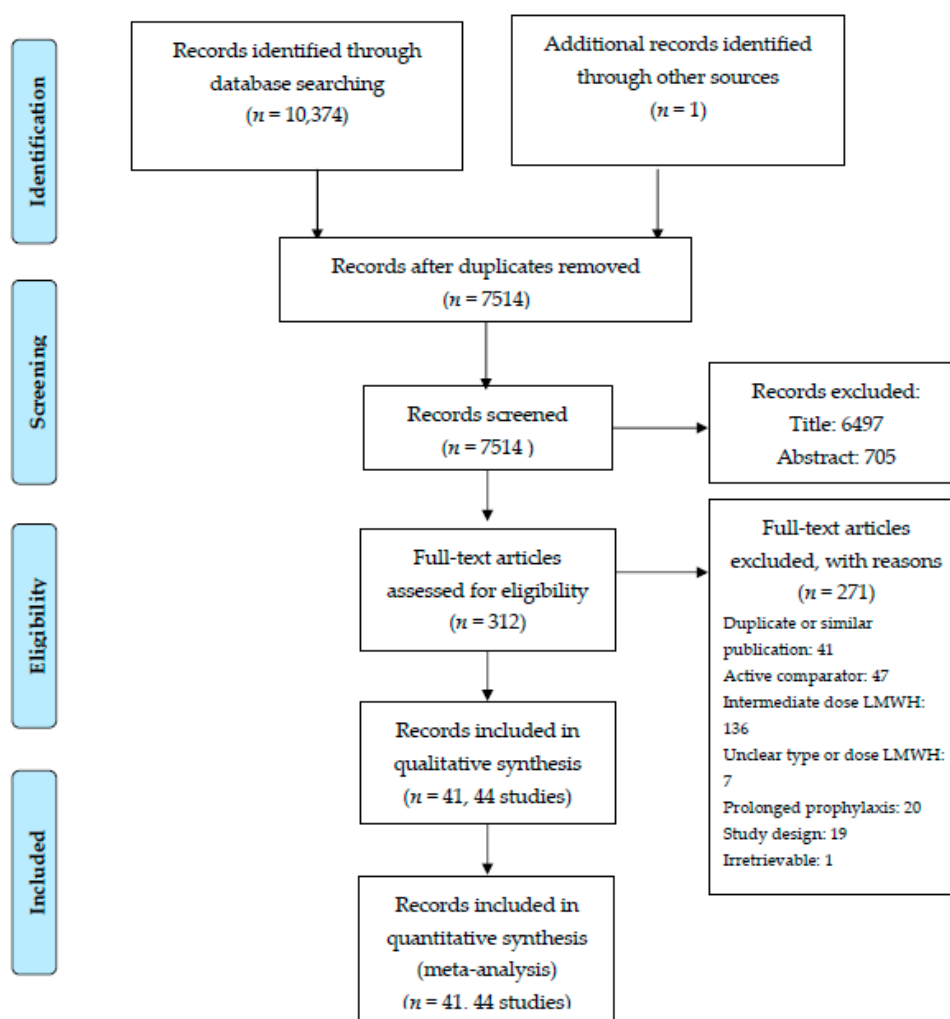 Identification
Records identified through
database searching
(n = 10,374)
Additional records identified
through other sources
(n = 1)
Records after duplicates removed
(n = 7514)
Screening
Records screened
(n = 7514 )
Records excluded:
Title: 6497
Abstract: 705
Eligibility
Full-text articles
assessed for eligibility
(n = 312)
Full-text articles
excluded, with reasons
(n = 271)
Duplicate or similar
publication: 41
Active comparator: 47
Intermediate dose LMWH:
136
Unclear type or dose LMWH:
7
Prolonged prophylaxis: 20
Study design: 19
Irretrievable: 1
Records included in
qualitative synthesis
(n = 41, 44 studies)
Included
Records included in
quantitative synthesis
(meta-analysis)
(n = 41, 44 studies)